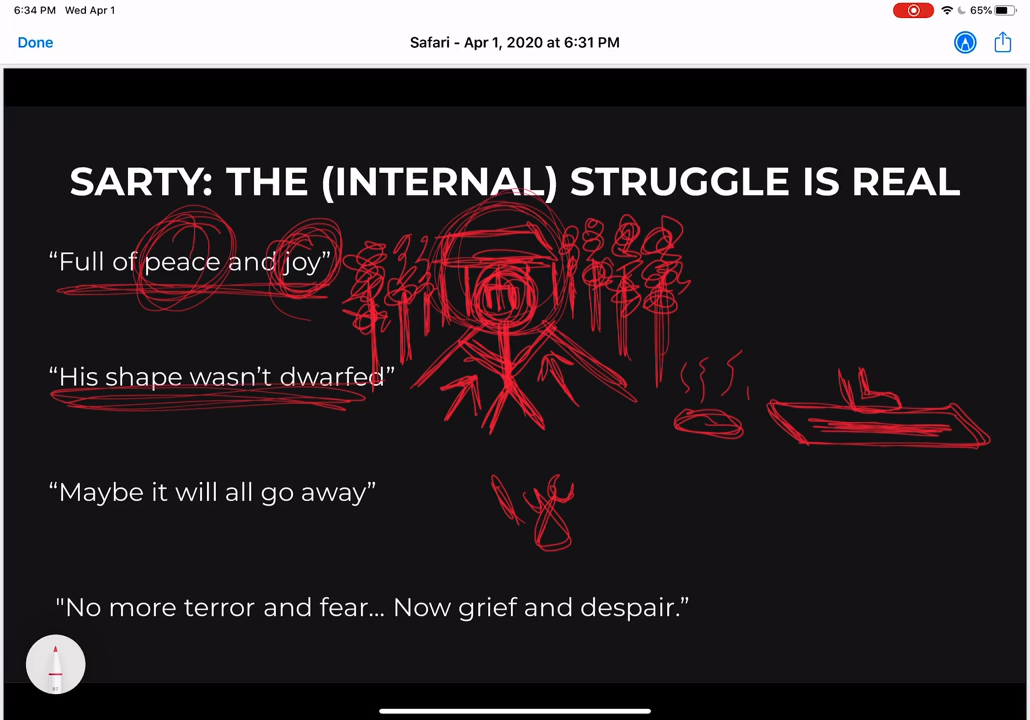 6:34 PM Wed Apr 1 65%
Done Safari - Apr 1, 2020 at 6:31 PM
SARTY: THE (INTERNAL) STRUGGLE IS REAL
“Full of peace and joy”
“His shape wasn’t dwarfed”
“Maybe it will all go away”
"No more terror and fear... Now grief and despair.”